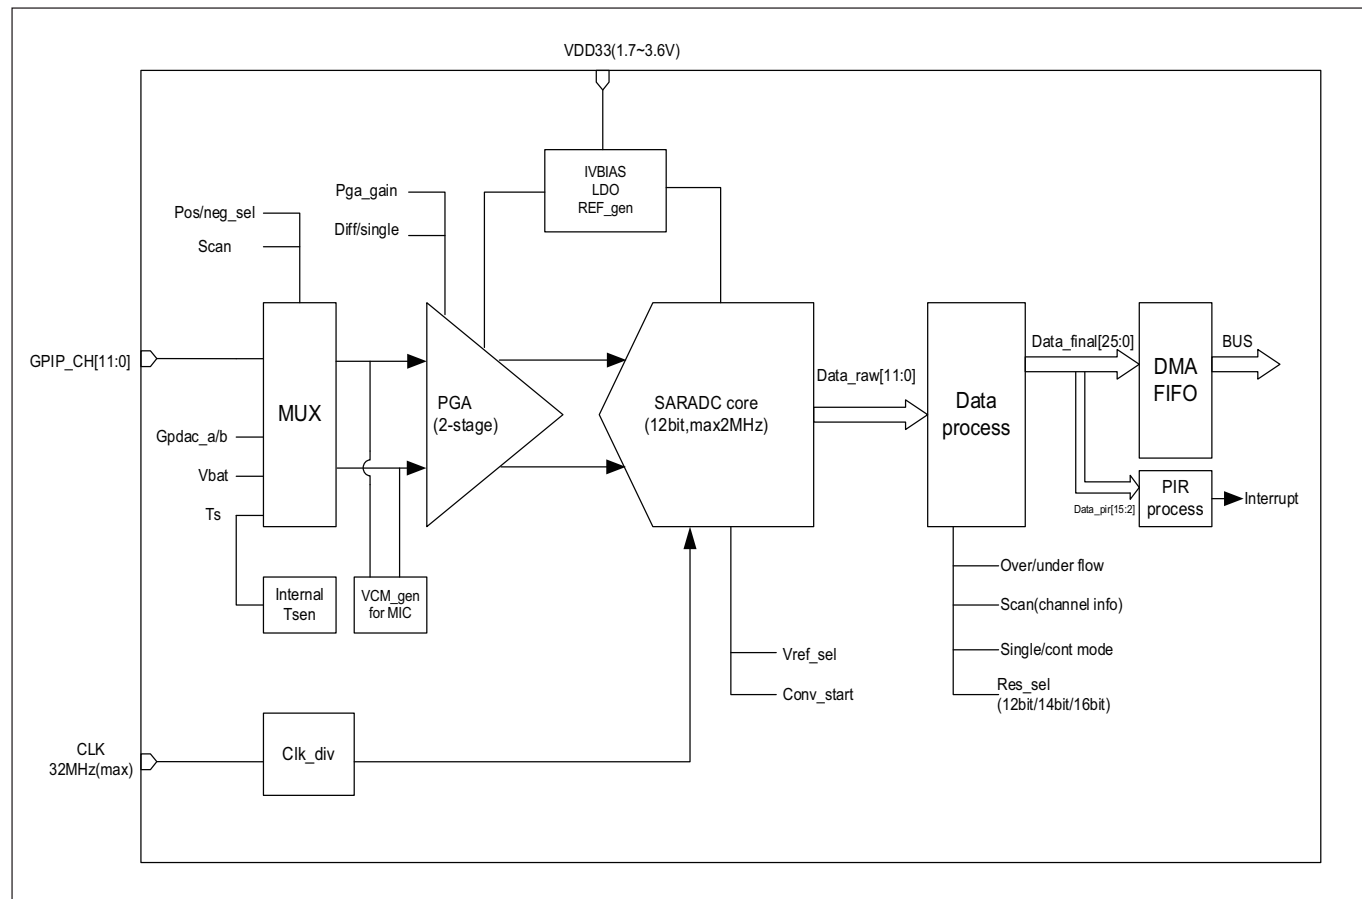 VDD33(1.7~3.6V)
IVBIAS
LDO
REF_gen
Pga_gain
Diff/single
Pos/neg_sel
Scan
GPIP_CH[11:0]
MUX
Gpdac_a/b
Vbat
Ts
Internal
Tsen
VCM_gen
for MIC
PGA
(2-stage)
SARADC core
(12bit,max2MHz)
Data_raw[11:0]
Data
process
Data_final[25:0]
DMA
FIFO
BUS
Data_pir[15:2]
PIR
process
Interrupt
Over/under flow
Scan(channel info)
Single/cont mode
Res_sel
(12bit/14bit/16bit)
Vref_sel
Conv_start
CLK
32MHz(max)
Clk_div